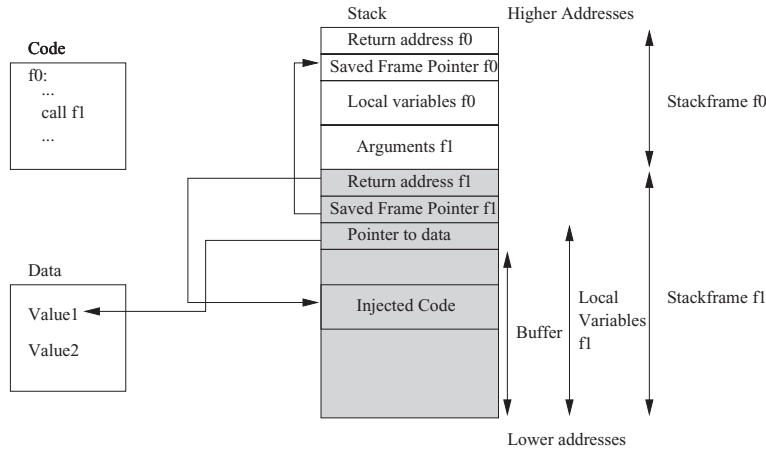 Stack
Higher Addresses
Code
f0:
...
call f1
...
Return address f0
Saved Frame Pointer f0
Local variables f0
Arguments f1
Return address f1
Saved Frame Pointer f1
Pointer to data
Injected Code
Stackframe f0
Stackframe f1
Data
Value1
Value2
Buffer
Local
Variables
f1
Lower addresses